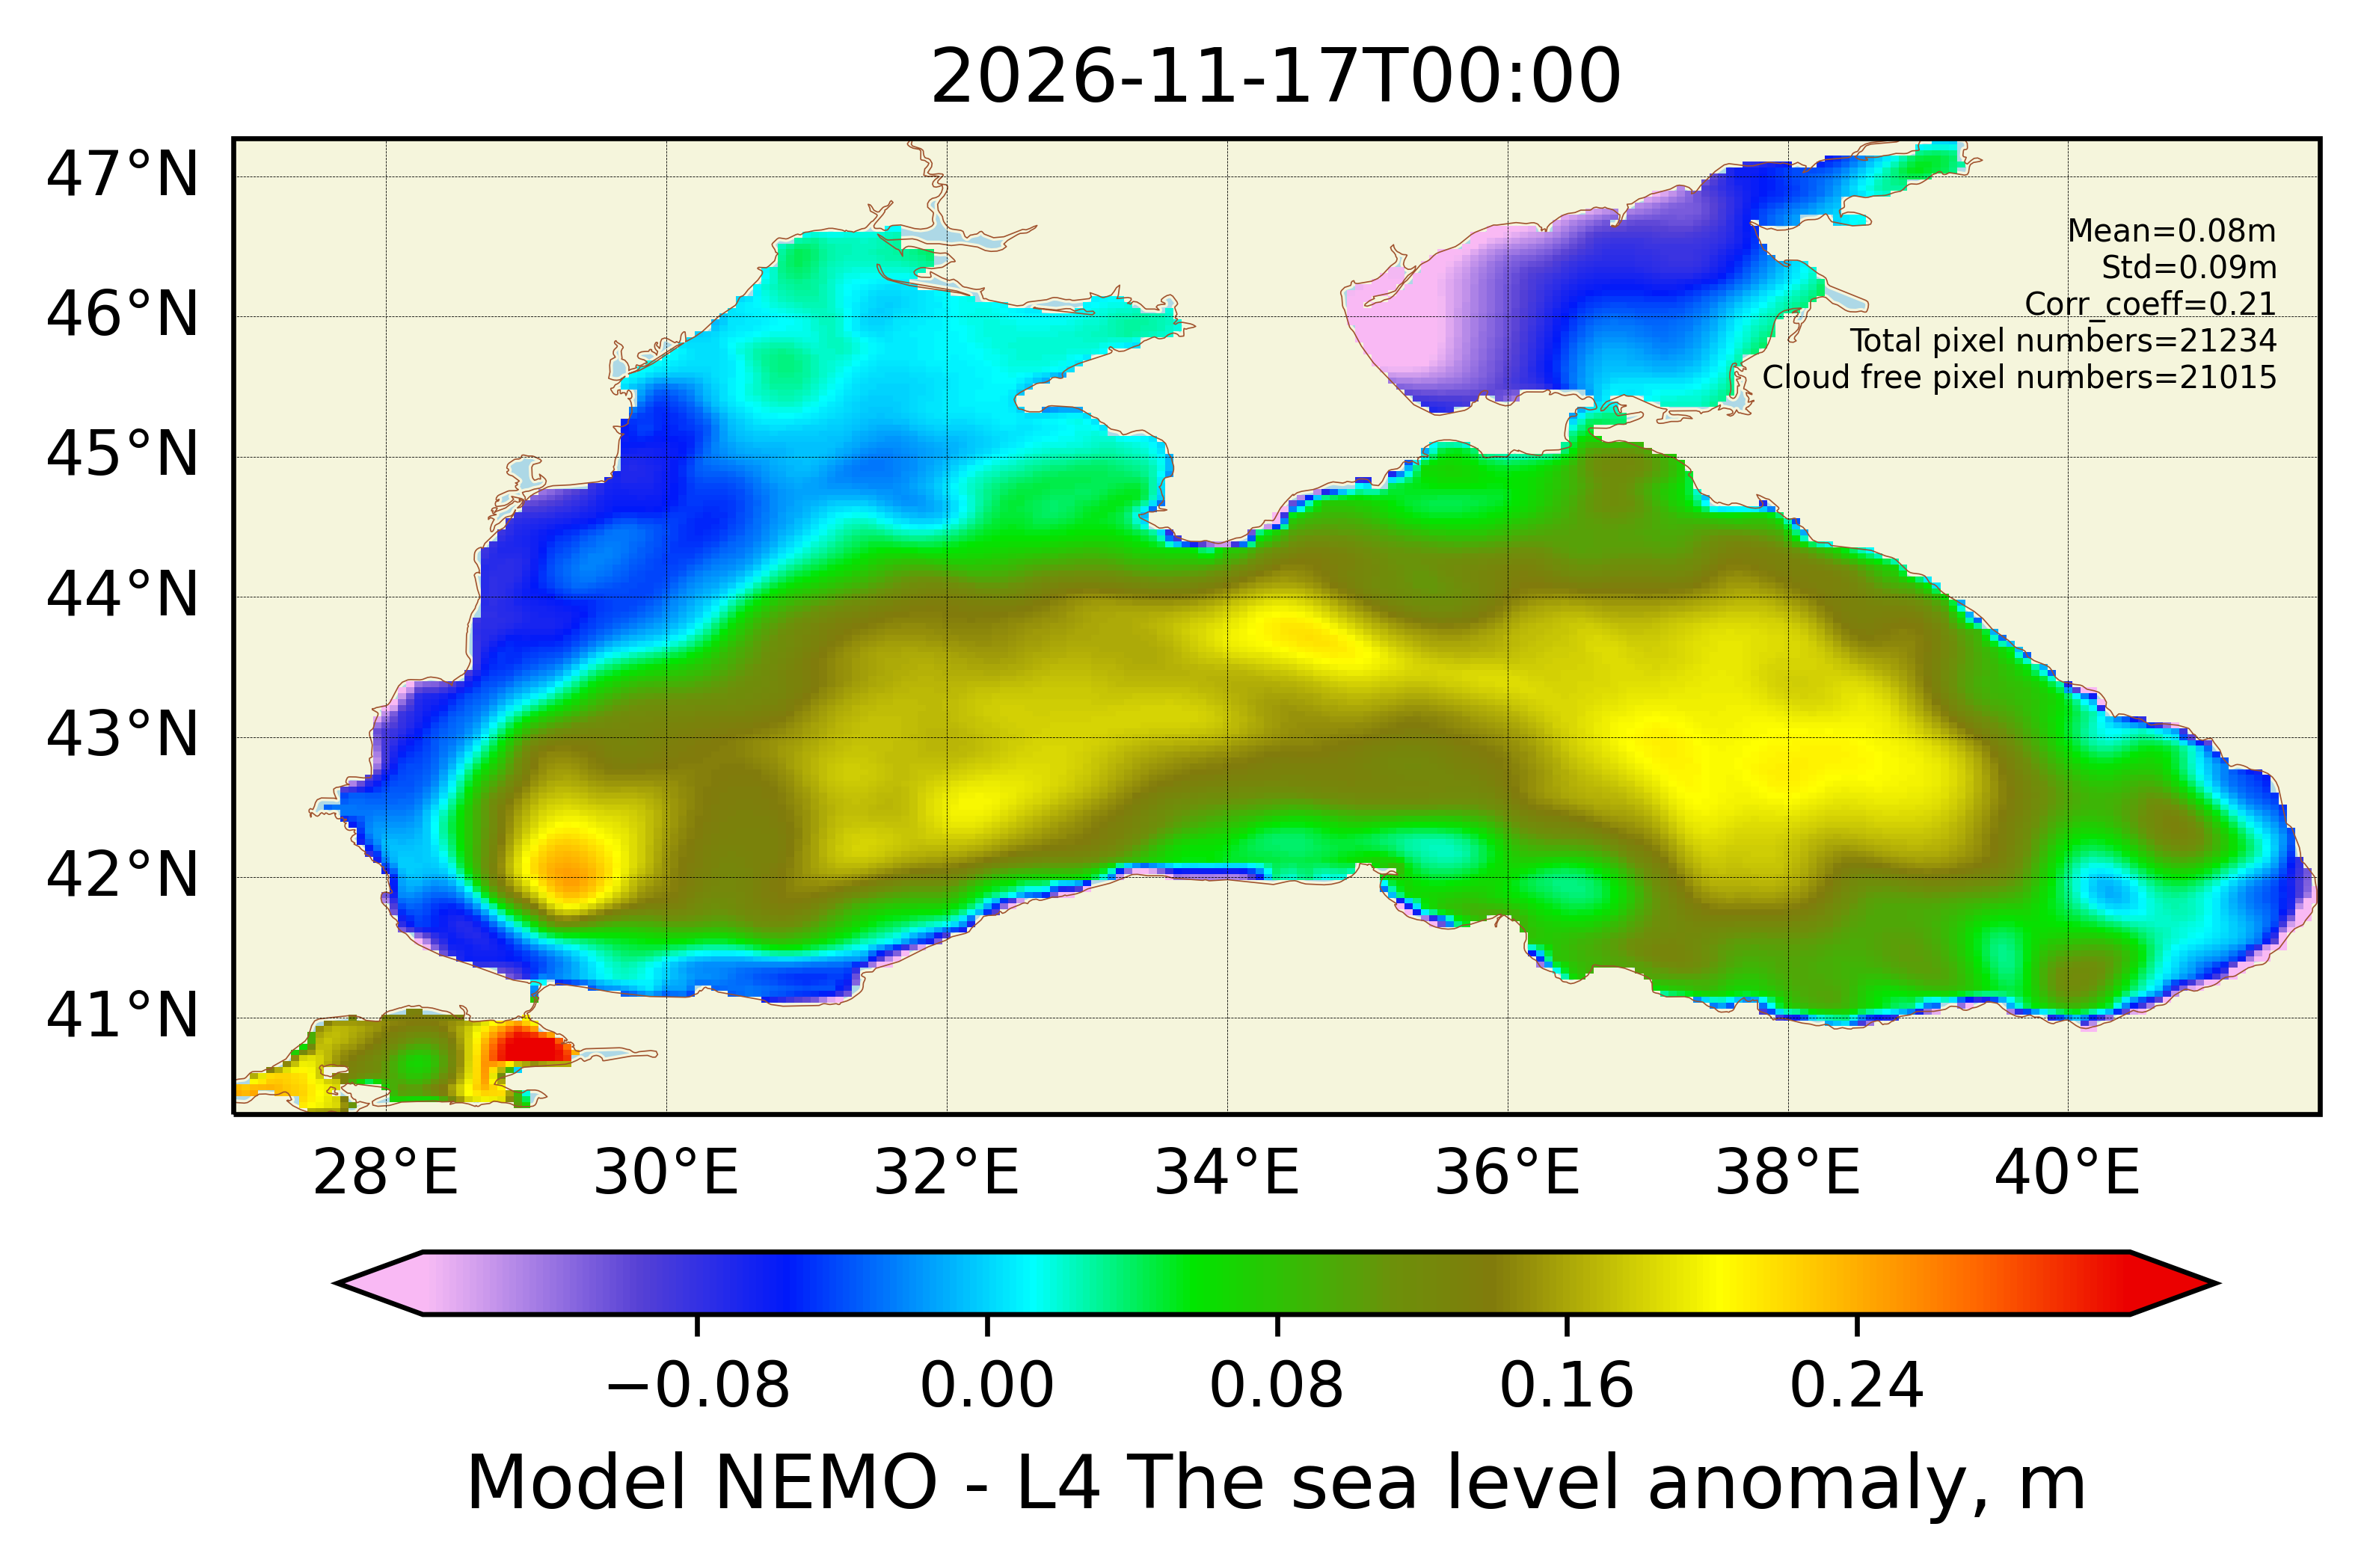 2026-11-17T00:00
47°N
46°N
45°N
44°N
43°N
42°N
41°N
Mean=0.08m
Std=0.09m
Corr_coeff=0.21
Total pixel numbers=21234
Cloud free pixel numbers=21015
28°E 30°E 32°E 34°E 36°E 38°E 40°E
−0.08 0.00 0.08 0.16 0.24
Model NEMO - L4 The sea level anomaly, m